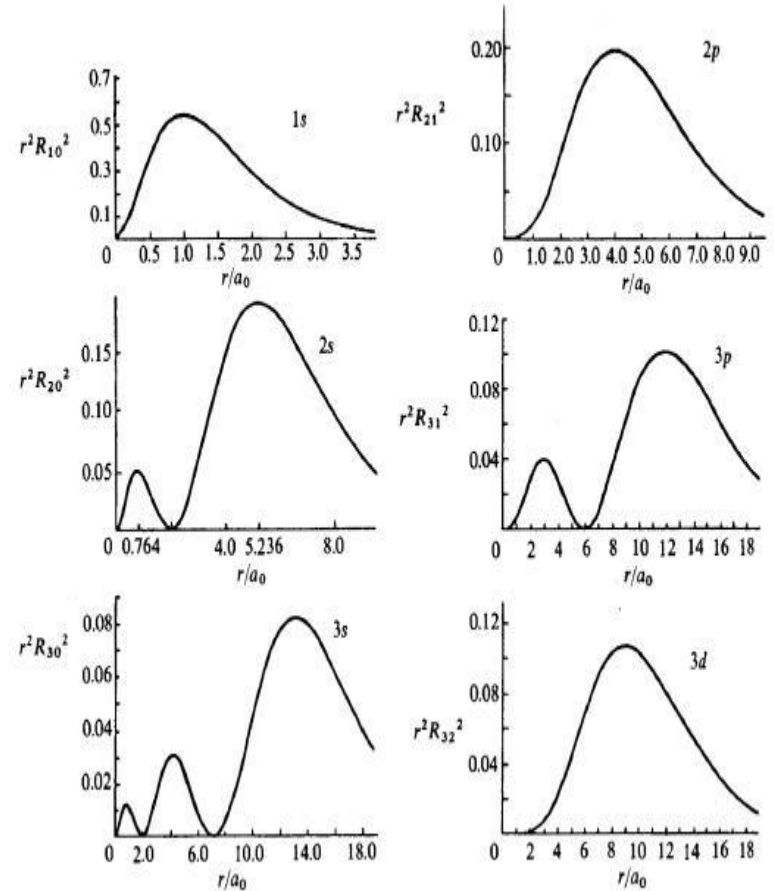 0.7
0.5
0.3
0.1
r²R₁₀²
1s
0 0.5 1.0 1.5 2.0 2.5 3.0 3.5
r/a₀
0.20
0.10
r²R₂₁²
2p
0 1.0 2.0 3.0 4.0 5.0 6.0 7.0 8.0 9.0
r/a₀
0.15
0.10
0.05
r²R₂₀²
2s
0 0.764 4.0 5.236 8.0
r/a₀
0.12
0.08
0.04
r²R₃₁²
3p
0 2 4 6 8 10 12 14 16 18
r/a₀
0.08
0.06
0.04
0.02
r²R₃₀²
3s
0 2.0 6.0 10.0 14.0 18.0
r/a₀
0.12
0.08
0.04
r²R₃₂²
3d
0 2 4 6 8 10 12 14 16 18
r/a₀